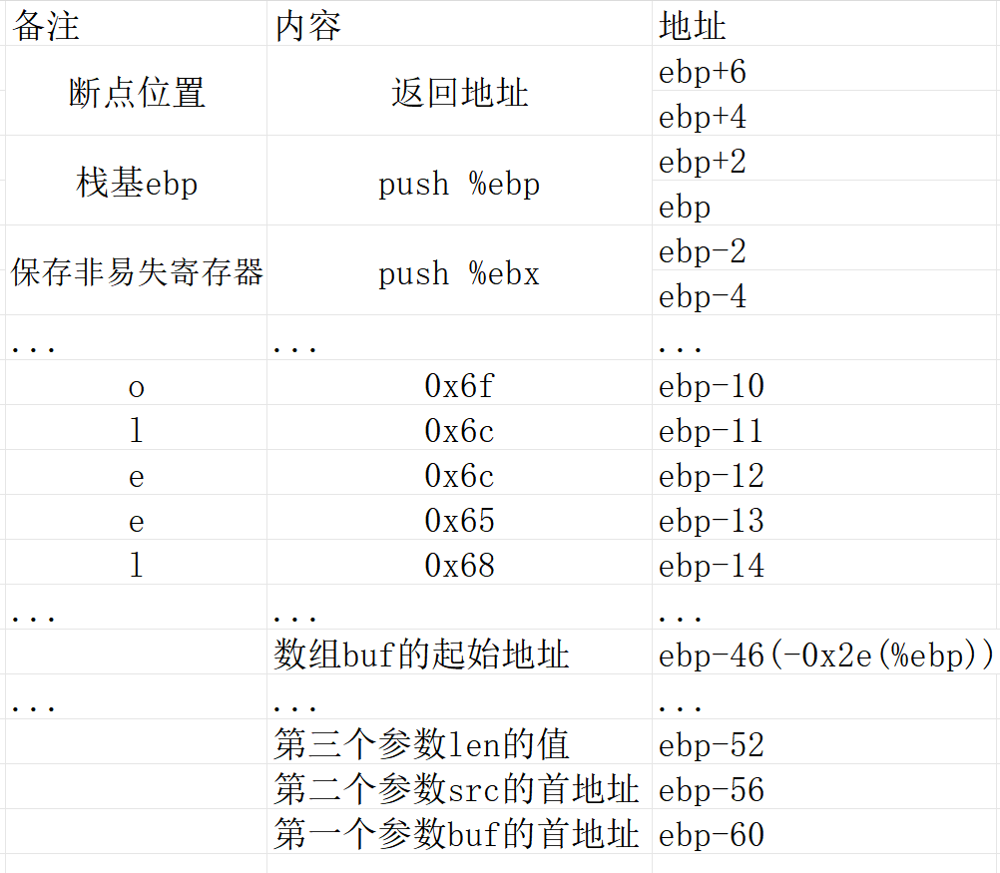 备注 内容 地址
断点位置 返回地址 ebp+6
ebp+4
栈基ebp push %ebp ebp+2
ebp
保存非易失寄存器 push %ebx ebp-2
ebp-4
... ... ...
o 0x6f ebp-10
l 0x6c ebp-11
e 0x6c ebp-12
e 0x65 ebp-13
l 0x68 ebp-14
... ... ...
数组buf的起始地址 ebp-46(-0x2e(%ebp))
... ... ...
第三个参数len的值 ebp-52
第二个参数src的首地址 ebp-56
第一个参数buf的首地址 ebp-60